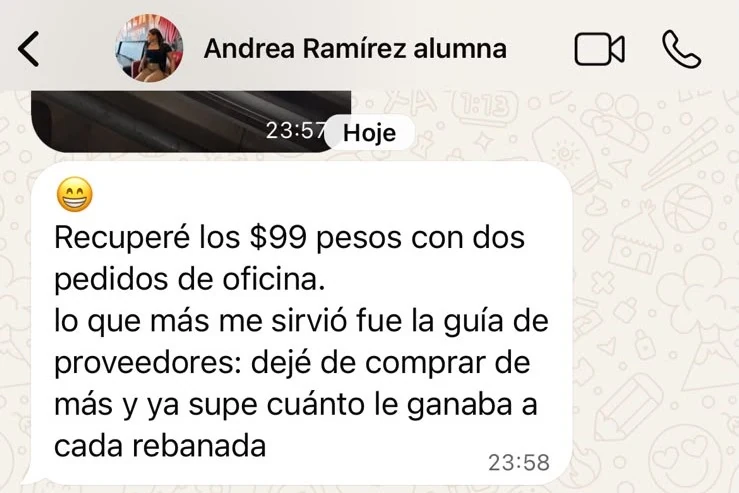 Andrea Ramírez alumna
23:57
Hoje
😁
Recuperé los $99 pesos con dos
pedidos de oficina.
lo que más me sirvió fue la guía de
proveedores: dejé de comprar de
más y ya supe cuánto le ganaba a
cada rebanada
23:58